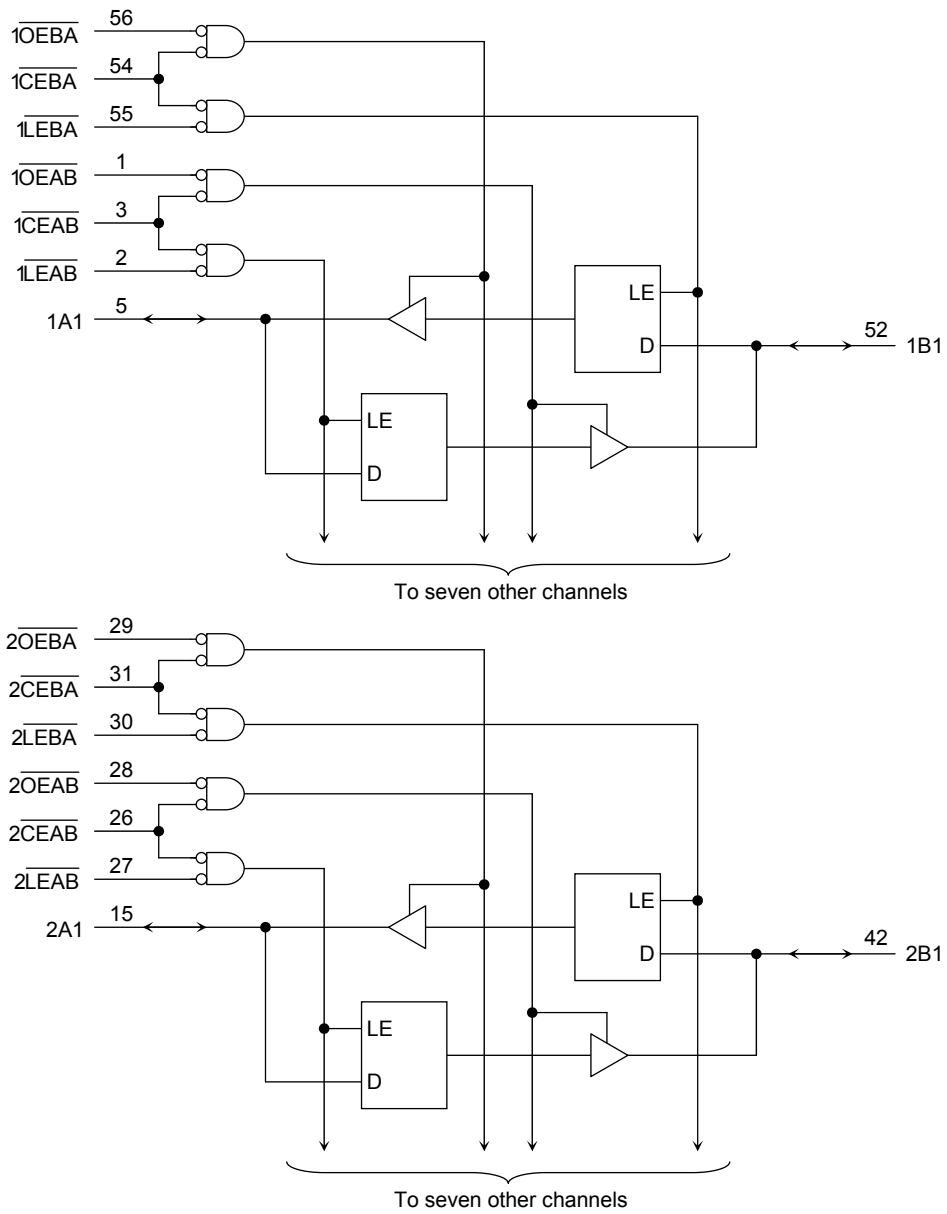 1OEBA 56
1CEBA 54
1LEBA 55
1OEAB 1
1CEAB 3
1LEAB 2
1A1 5
LE
D
52 1B1
LE
D
To seven other channels
2OEBA 29
2CEBA 31
2LEBA 30
2OEAB 28
2CEAB 26
2LEAB 27
2A1 15
LE
D
42 2B1
LE
D
To seven other channels